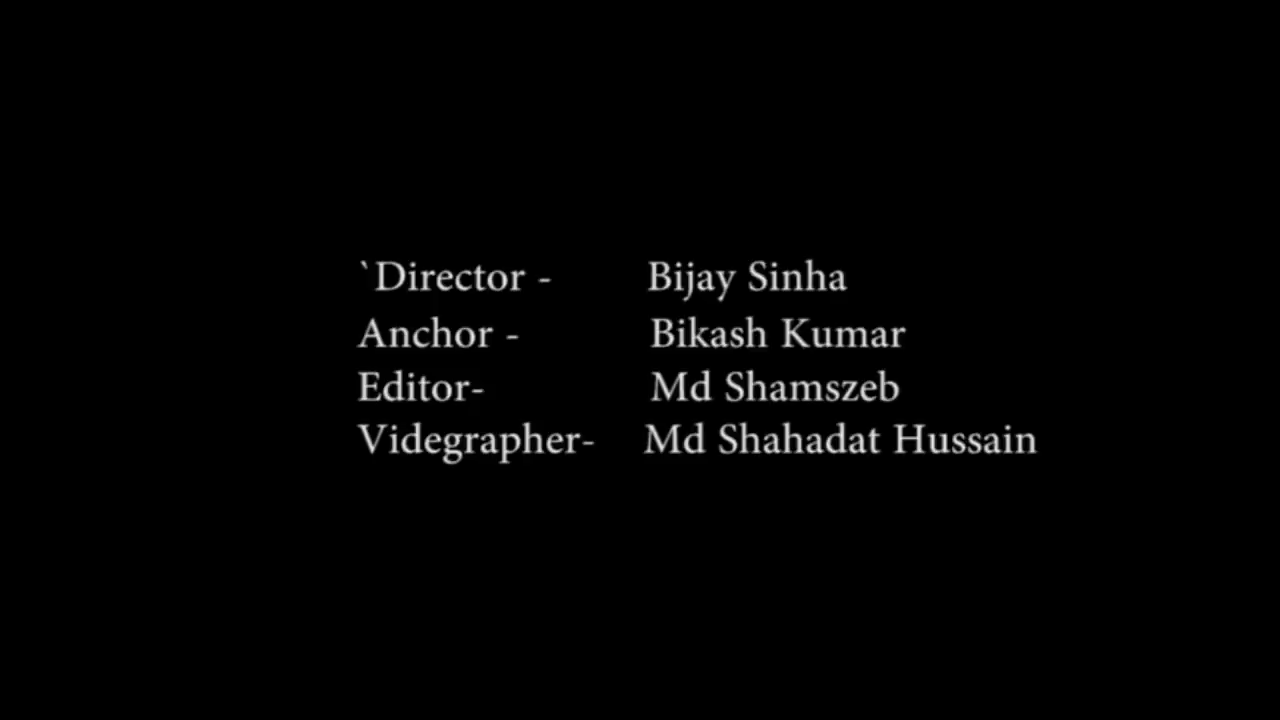 `Director - Bijay Sinha
Anchor - Bikash Kumar
Editor- Md Shamszeb
Videgrapher- Md Shahadat Hussain